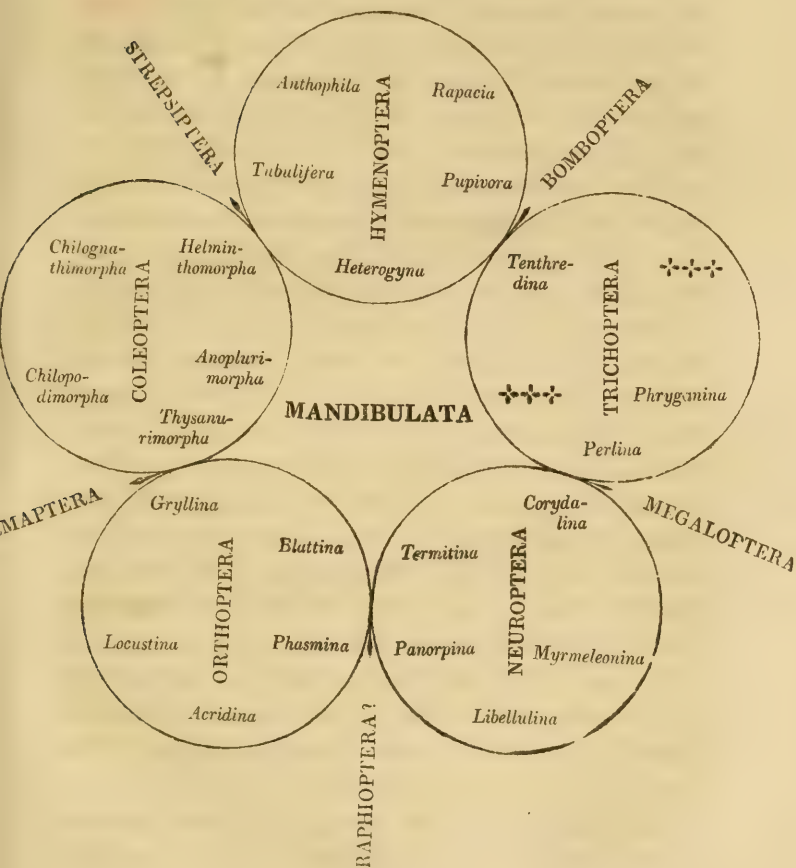 STREPSIPTERA
Anthophila
Rapacia
HYMENOPTERA
Tubulifera
Pupivora
Heterogyna
BOMBOPTERA
Chilogna-
thimorpha
Helmin-
thomorpha
COLEOPTERA
Chilopo-
dimorpha
Anopluri-
morpha
Thysanu-
rimorpha
Tenthre-
dina
TRICHOPTERA
Phryganina
Perlina
MANDIBULATA
MAPTERA
Gryllina
Blattina
ORTHOPTERA
Locustina
Phasmina
Acridina
Coryda-
lina
Termitina
NEUROPTERA
Panorpina
Myrmeleonina
Libellulina
MEGALOPTERA
RAPHIOPTERA?